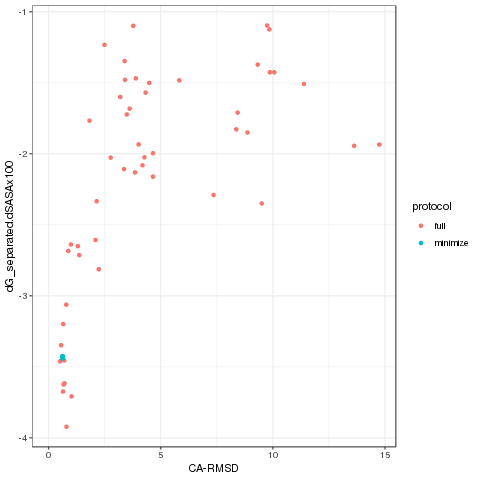 -1
-2
-3
-4
dG_separated.dSASAx100
0
5
10
15
CA-RMSD
protocol
full
minimize